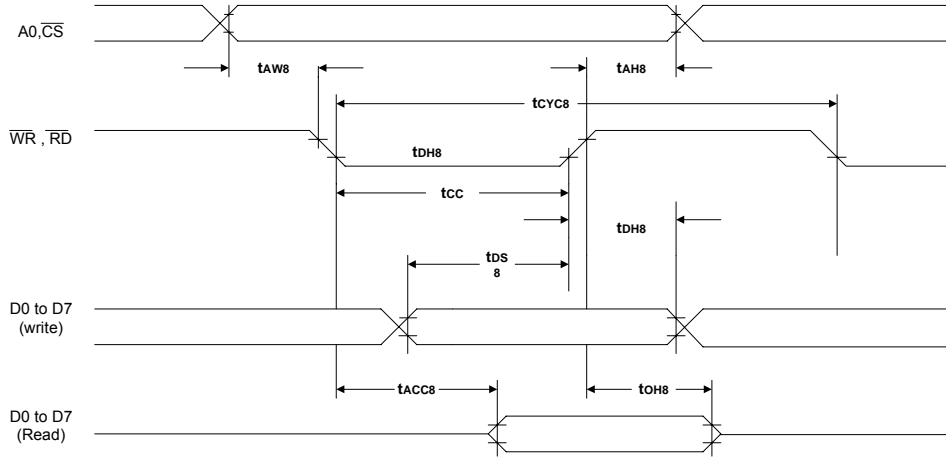 A0,CS
tAW8
tAH8
tCYC8
WR , RD
tDH8
tCC
tDH8
tDS
8
D0 to D7
(write)
tACC8
tOH8
D0 to D7
(Read)